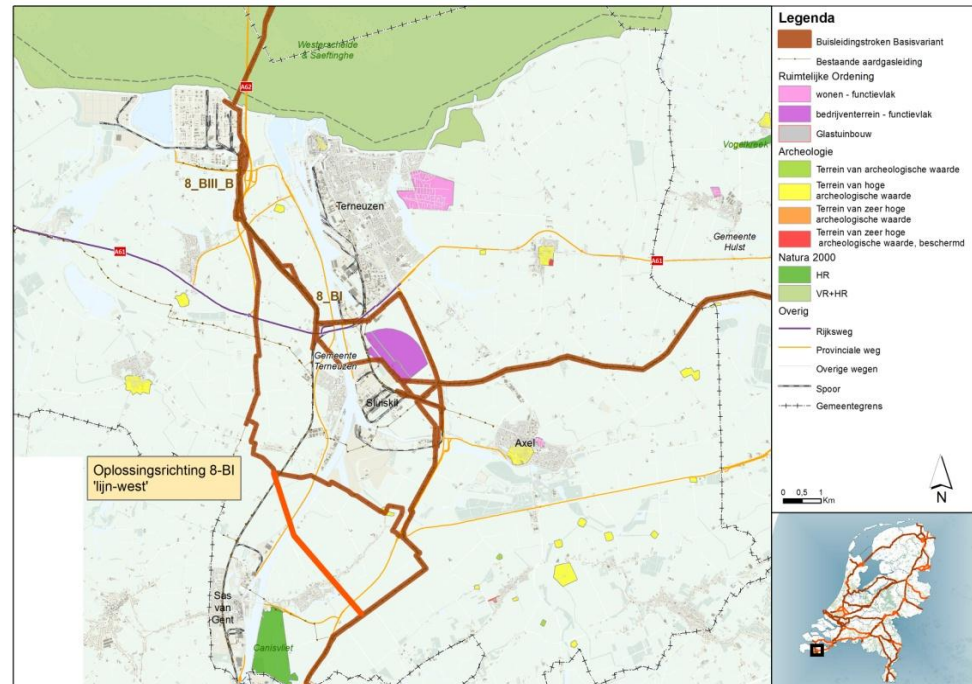 Westerschelde
& Saeftinghe
A62
8_BIII_B
Terneuzen
Vogelkreek
Gemeente
Hulst
A61
A61
8_BI
Gemeente
Terneuzen
Sluiskil
Axel
Oplossingsrichting 8-BI
'lijn-west'
Sas
van
Gent
Canisvliet
Legenda
Buisleidingstroken Basisvariant
Bestaande aardgasleiding
Ruimtelijke Ordening
wonen - functievlak
bedrijventerrein - functievlak
Glastuinbouw
Archeologie
Terrein van archeologische waarde
Terrein van hoge
archeologische waarde
Terrein van zeer hoge
archeologische waarde
Terrein van zeer hoge
archeologische waarde, beschermd
Natura 2000
HR
VR+HR
Overig
Rijksweg
Provinciale weg
Overige wegen
Spoor
Gemeentegrens
0 0,5 1
Km
N